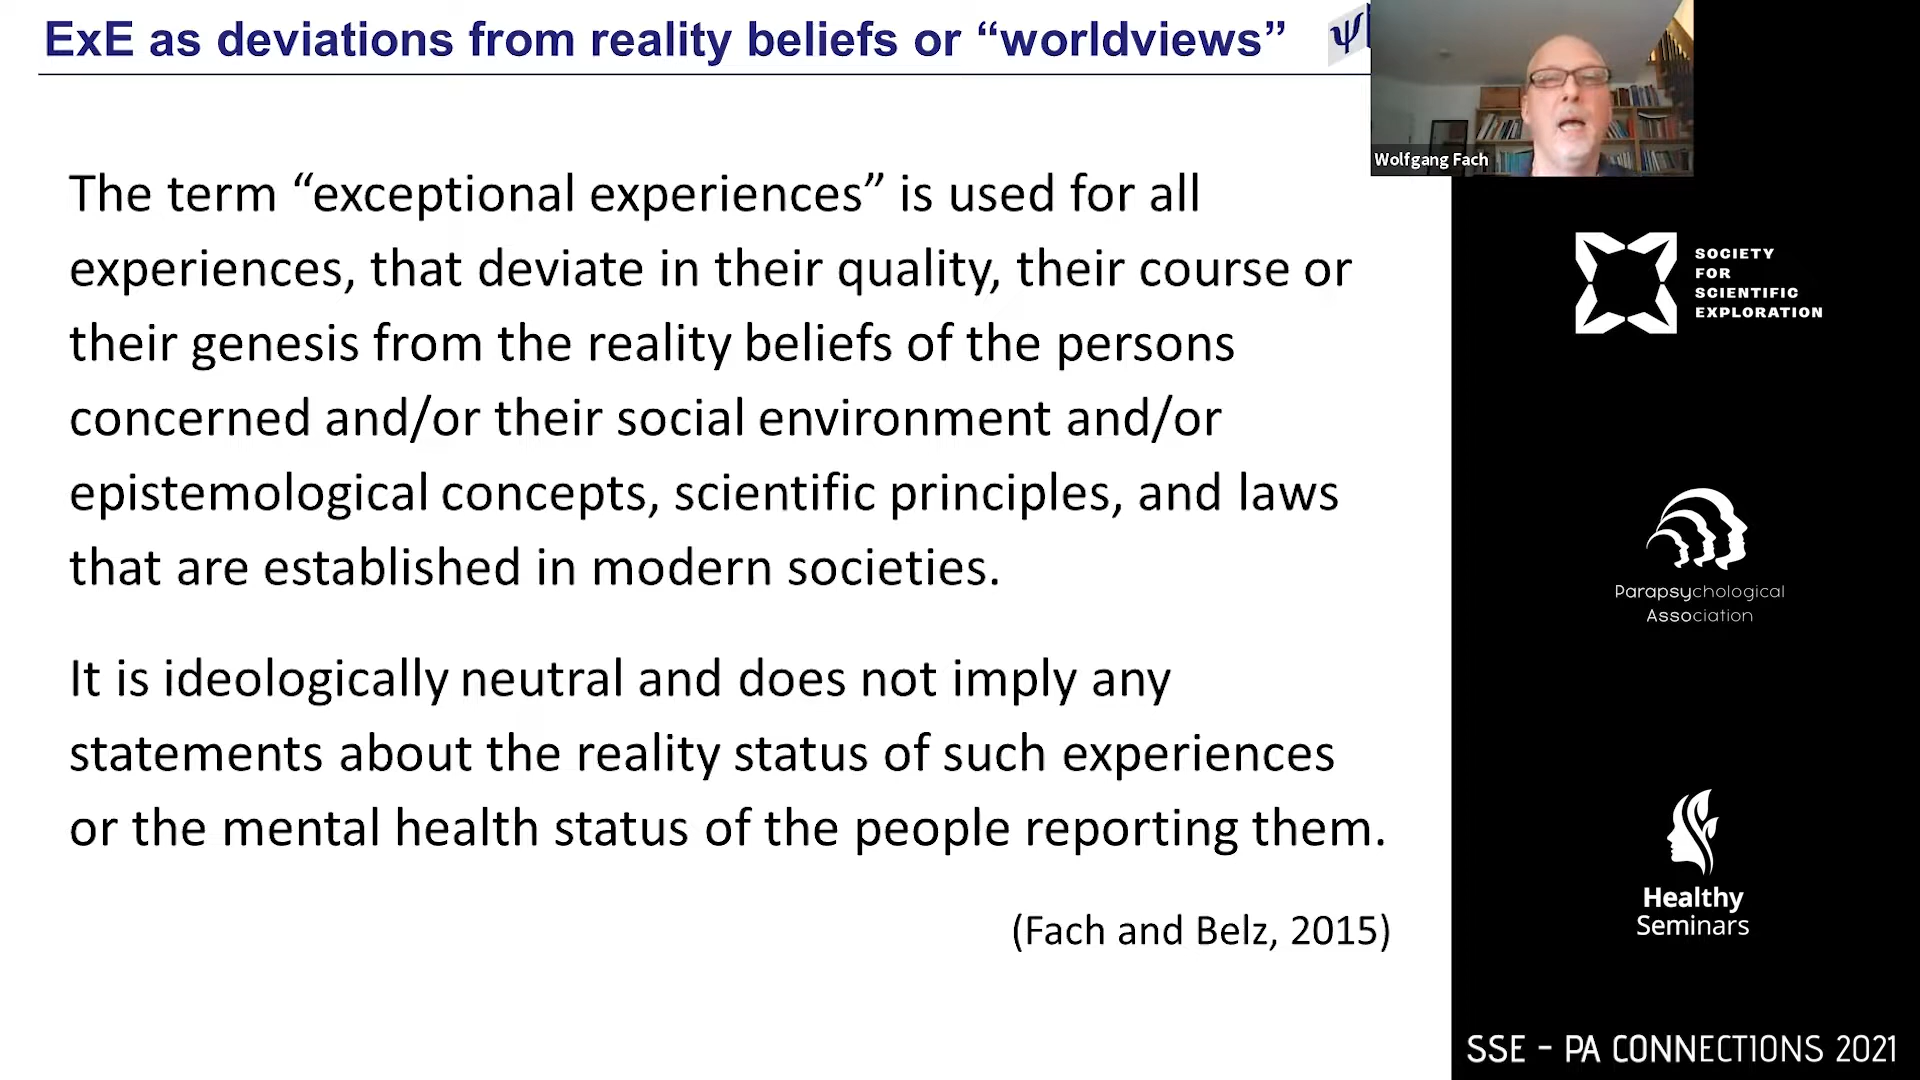 ExE as deviations from reality beliefs or “worldviews”
ψ
Wolfgang Fach
The term “exceptional experiences” is used for all
experiences, that deviate in their quality, their course or
their genesis from the reality beliefs of the persons
concerned and/or their social environment and/or
epistemological concepts, scientific principles, and laws
that are established in modern societies.
It is ideologically neutral and does not imply any
statements about the reality status of such experiences
or the mental health status of the people reporting them.
(Fach and Belz, 2015)
SOCIETY
FOR
SCIENTIFIC
EXPLORATION
Parapsychological
Association
Healthy
Seminars
SSE - PA CONNECTIONS 2021